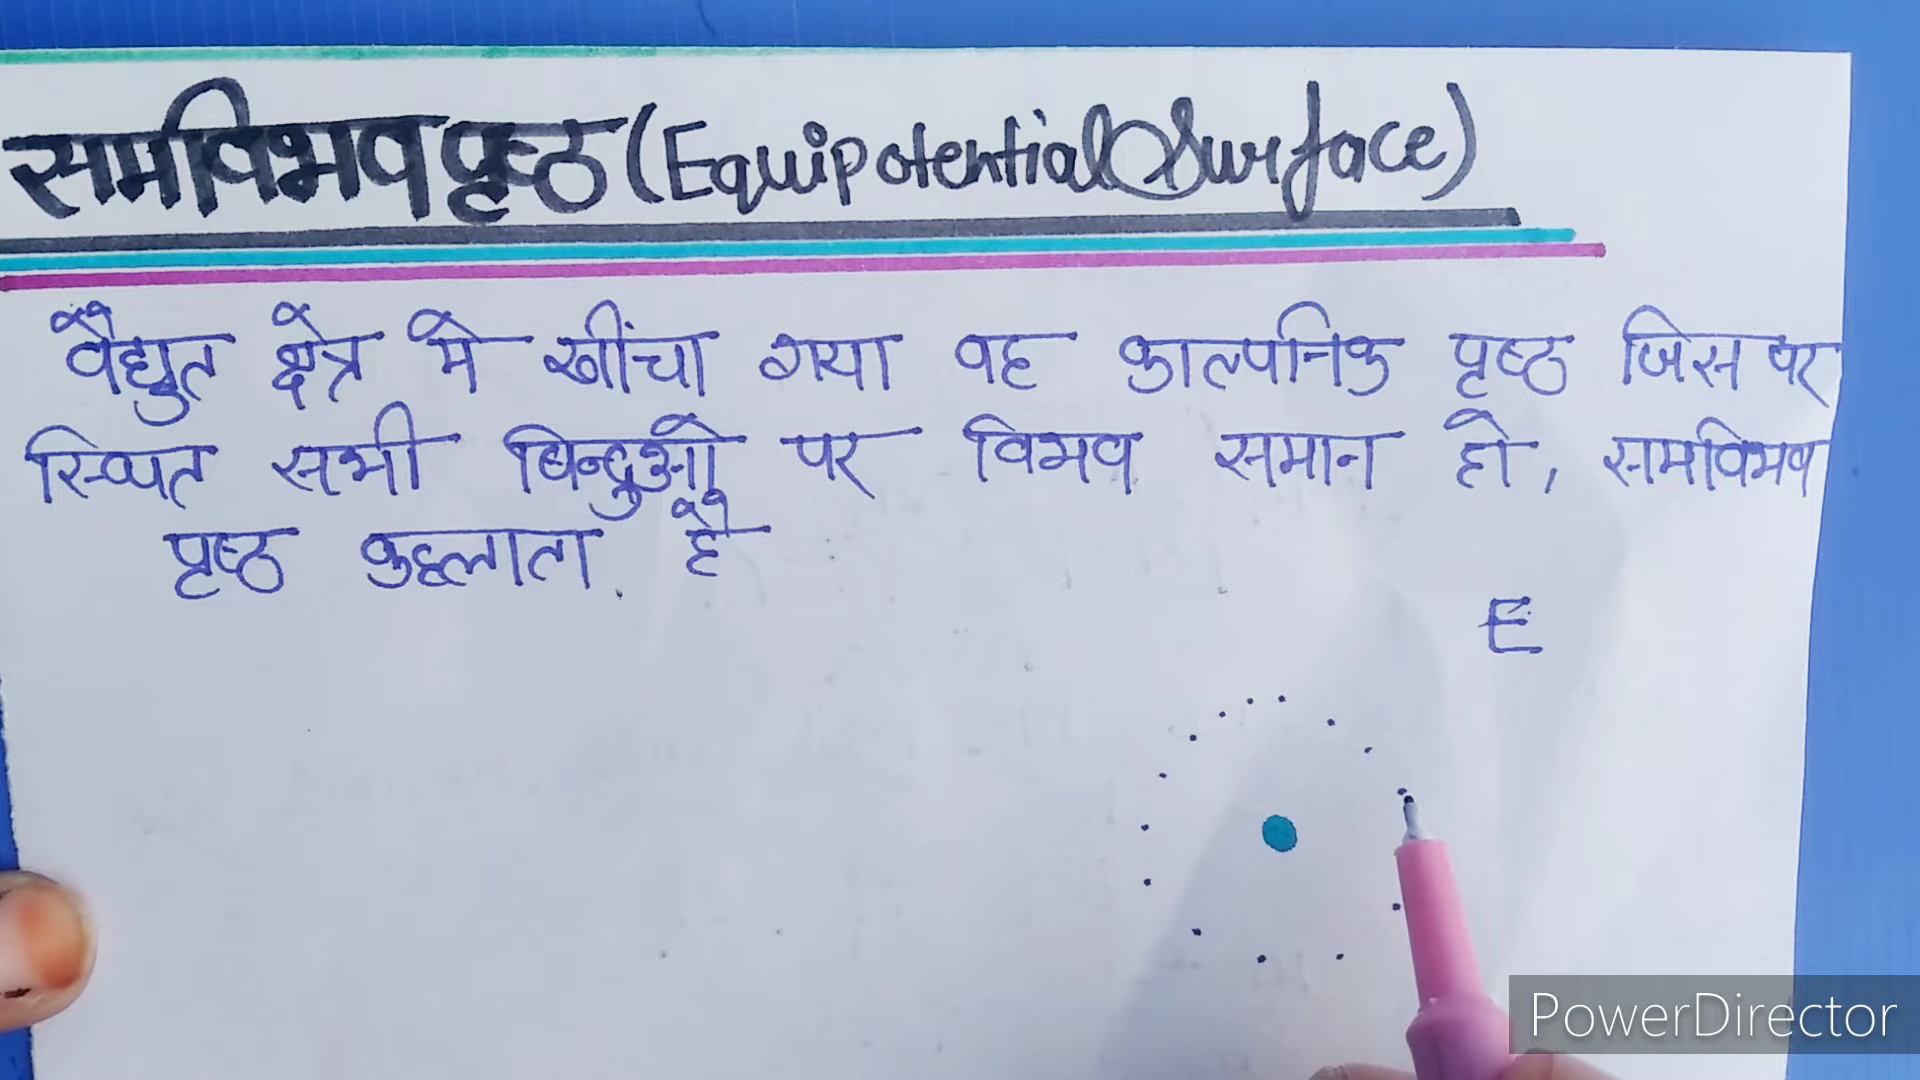 समविभव पृष्ठ (Equipotential Surface)
वैद्युत क्षेत्र मे खींचा गया वह काल्पनिक पृष्ठ जिस पर
स्थित सभी बिन्दुओ पर विभव समान हो, समविभव
पृष्ठ कहलाता है
E
PowerDirector